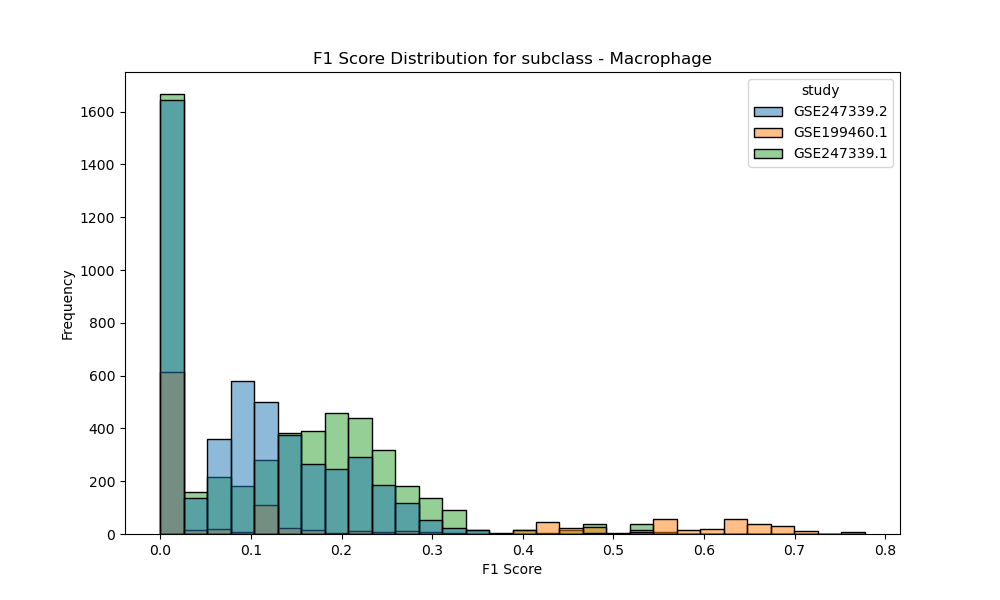 F1 Score Distribution for subclass - Macrophage
study
GSE247339.2
GSE199460.1
GSE247339.1
Frequency
1600
1400
1200
1000
800
600
400
200
0
0.0 0.1 0.2 0.3 0.4 0.5 0.6 0.7 0.8
F1 Score